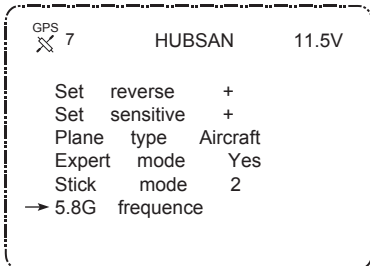 GPS 7 HUBSAN 11.5V
Set reverse +
Set sensitive +
Plane type Aircraft
Expert mode Yes
Stick mode 2
→ 5.8G frequence